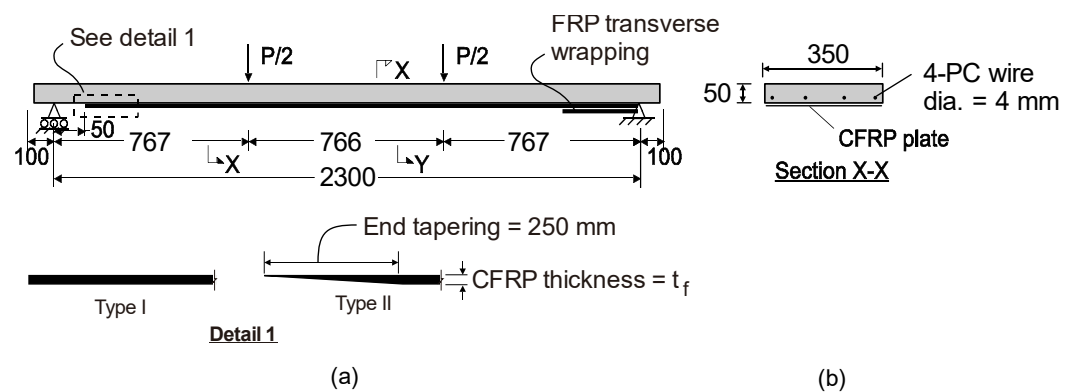 See detail 1
P/2
P/2
FRP transverse
wrapping
X
50
100
767
766
767
100
X
Y
2300
350
50
4-PC wire
dia. = 4 mm
CFRP plate
Section X-X
End tapering = 250 mm
CFRP thickness = t_f
Type I
Type II
Detail 1
(a)
(b)